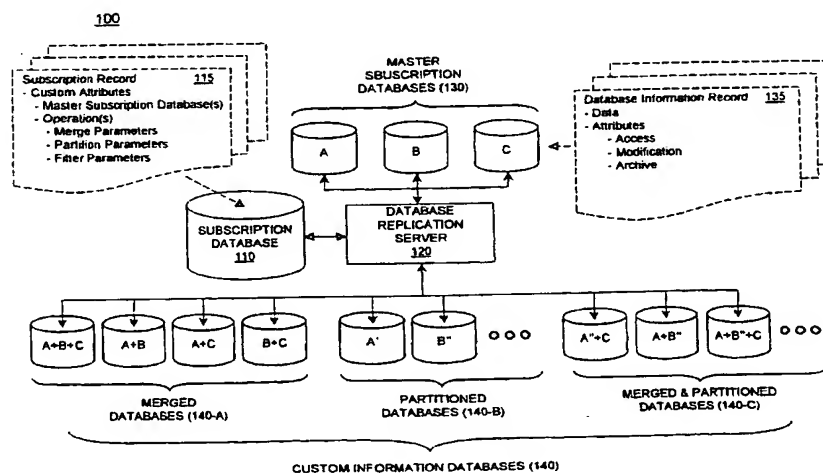 100
Subscription Record 115
- Custom Attributes
- Master Subscription Database(s)
- Operation(s)
- Merge Parameters
- Partition Parameters
- Filter Parameters
MASTER
SBUSCRIPTION
DATABASES (130)
A
B
C
Database Information Record 135
- Data
- Attributes
- Access
- Modification
- Archive
SUBSCRIPTION
DATABASE
110
DATABASE
REPLICATION
SERVER
120
A+B+C
A+B
A+C
B+C
A'
B"
A"+C
A+B"
A+B"+C
MERGED
DATABASES (140-A)
PARTITIONED
DATABASES (140-B)
MERGED & PARTITIONED
DATABASES (140-C)
CUSTOM INFORMATION DATABASES (140)